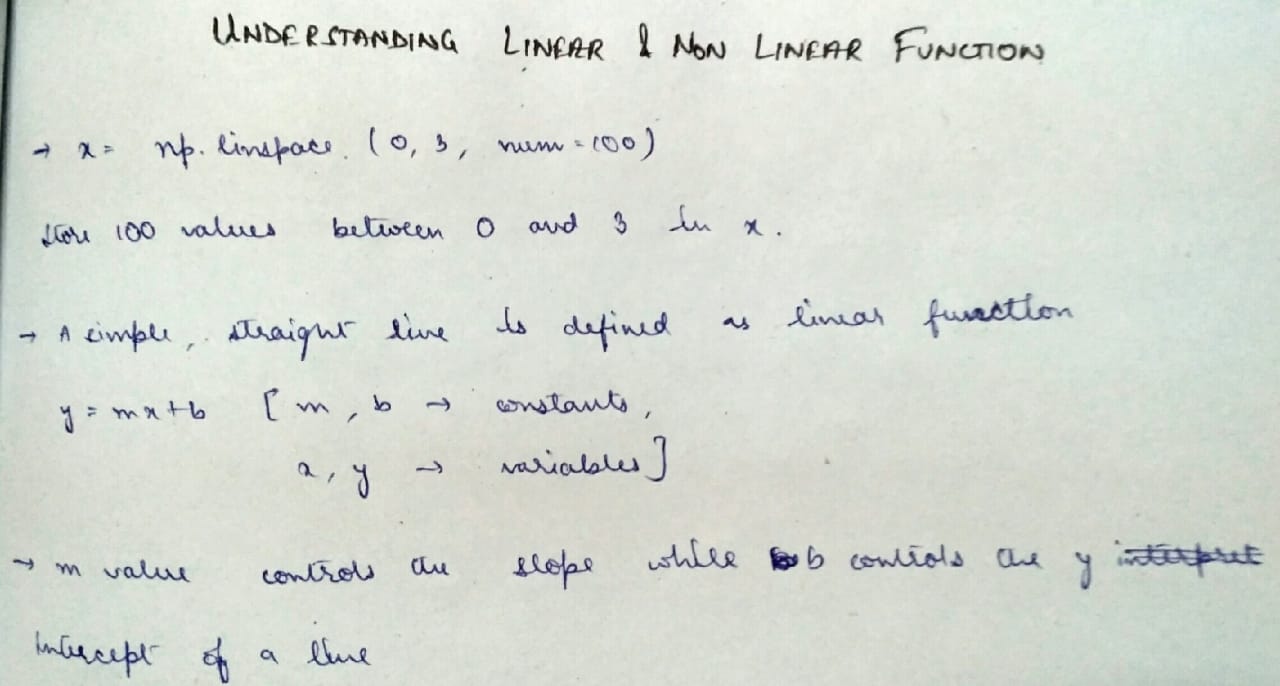 UNDERSTANDING LINEAR & NON LINEAR FUNCTION
→ x = np. linspace. (0, 3, num = 100)
store 100 values between 0 and 3 in x.
→ A simple, straight line is defined as linear function
y = mx + b [ m, b → constants,
x, y → variables ]
→ m value controls the slope while b controls the y interpret
intercept of a line